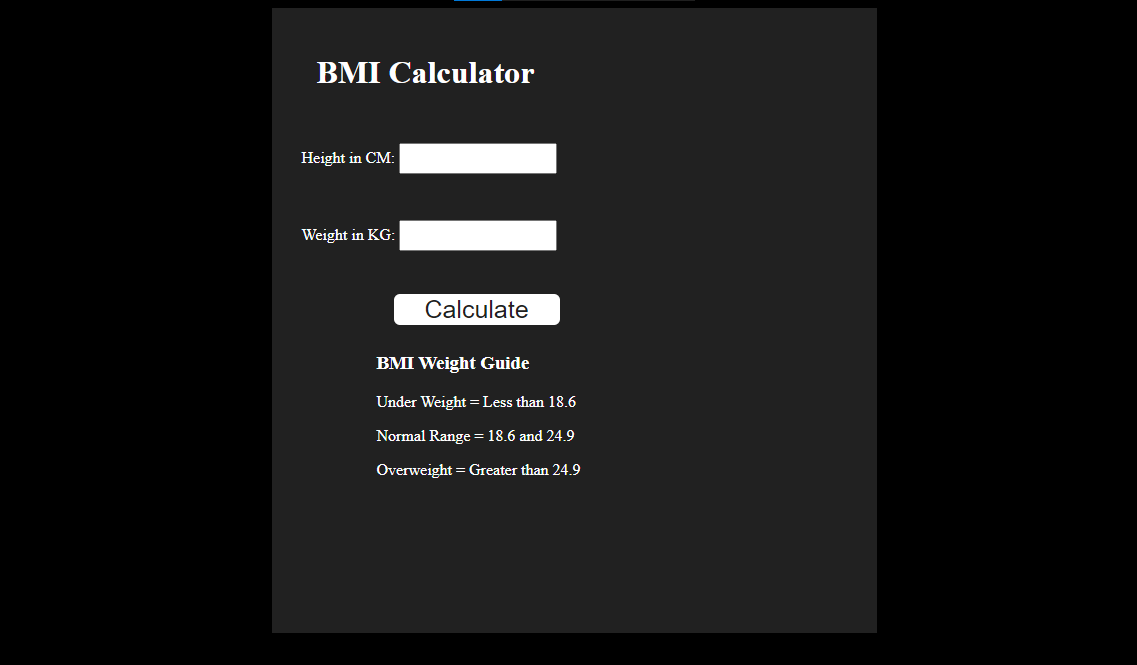 BMI Calculator
Height in CM:
Weight in KG:
Calculate
BMI Weight Guide
Under Weight = Less than 18.6
Normal Range = 18.6 and 24.9
Overweight = Greater than 24.9